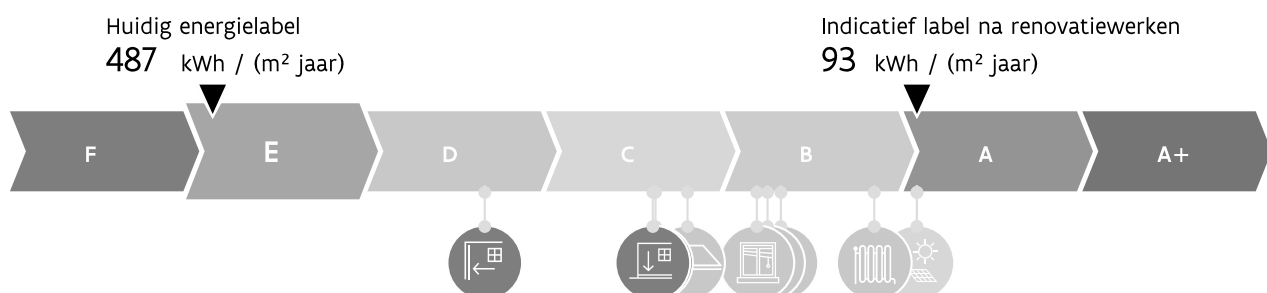 Huidig energielabel
487 kWh / (m² jaar)
Indicatief label na renovatiewerken
93 kWh / (m² jaar)
F E D C B A A+